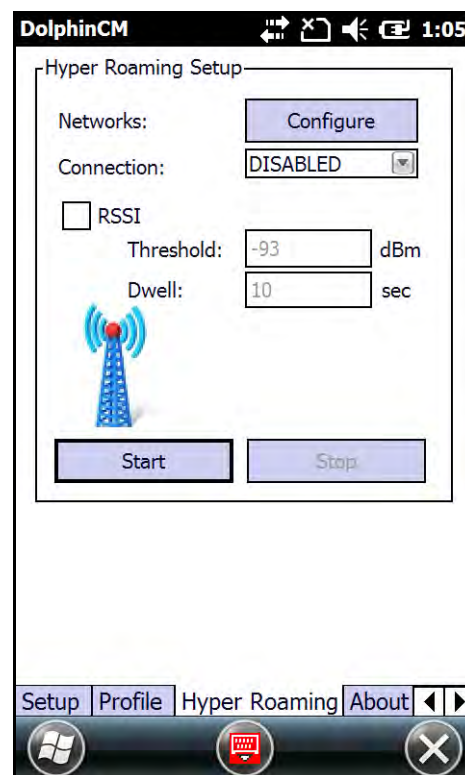 DolphinCM 1:05
Hyper Roaming Setup
Networks: Configure
Connection: DISABLED
RSSI
Threshold: -93 dBm
Dwell: 10 sec
Start Stop
Setup Profile Hyper Roaming About